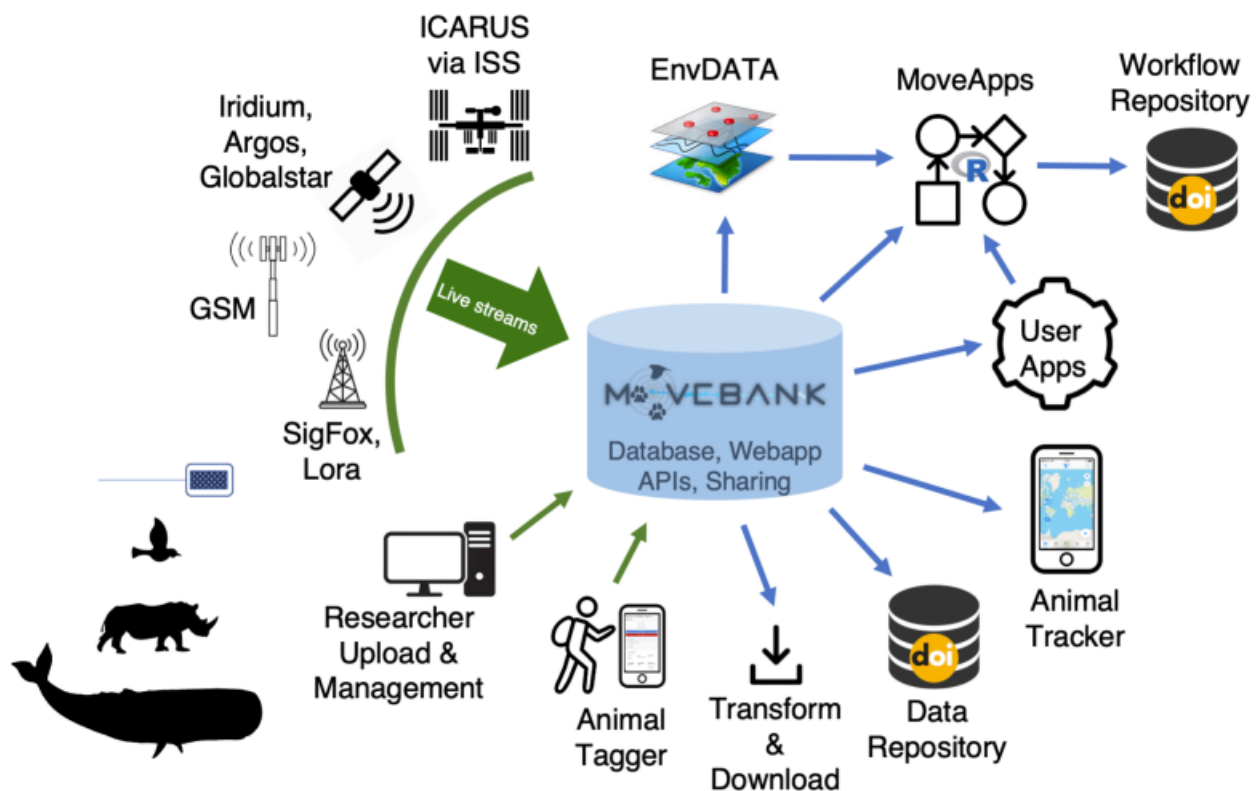 ICARUS
via ISS
Iridium,
Argos,
Globalstar
GSM
SigFox,
Lora
Live streams
EnvDATA
MoveApps
R
Workflow
Repository
doi
User
Apps
MOVEBANK
Database, Webapp
APIs, Sharing
Researcher
Upload &
Management
Animal
Tagger
Transform
&
Download
doi
Data
Repository
Animal
Tracker